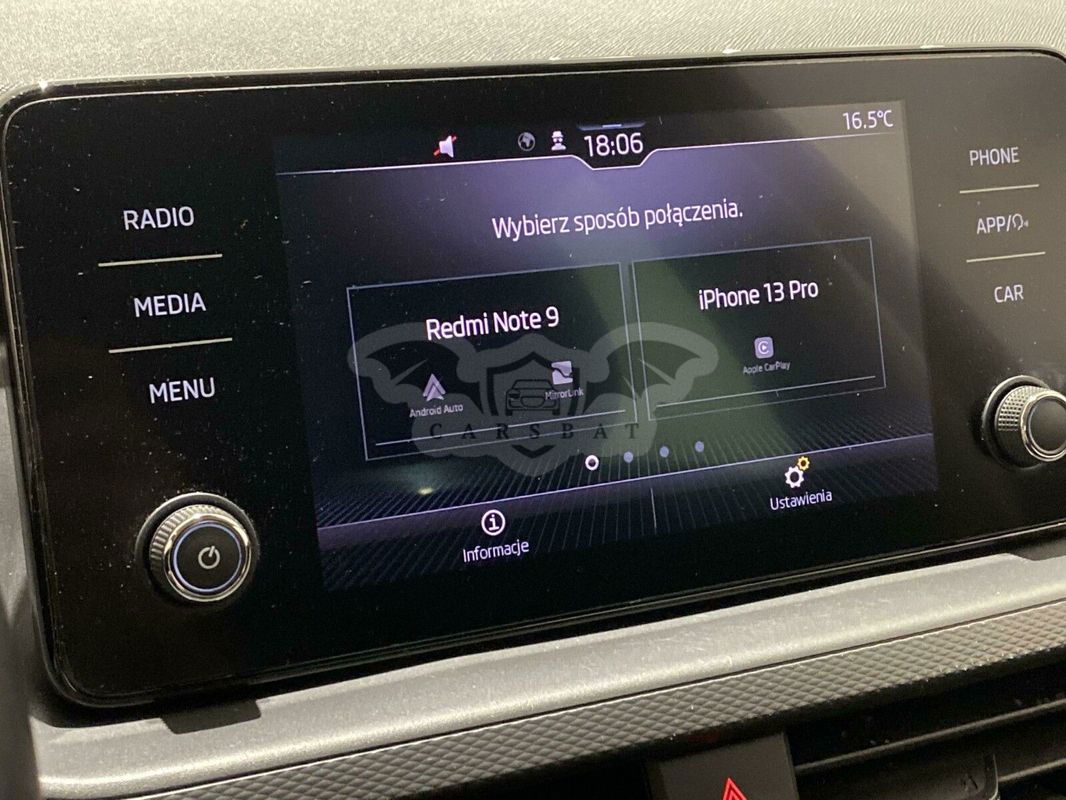 18:06
16.5°C
RADIO
MEDIA
MENU
Wybierz sposób połączenia.
Redmi Note 9
Android Auto
MirrorLink
iPhone 13 Pro
Apple CarPlay
CARSBAT
Informacje
Ustawienia
PHONE
APP/
CAR